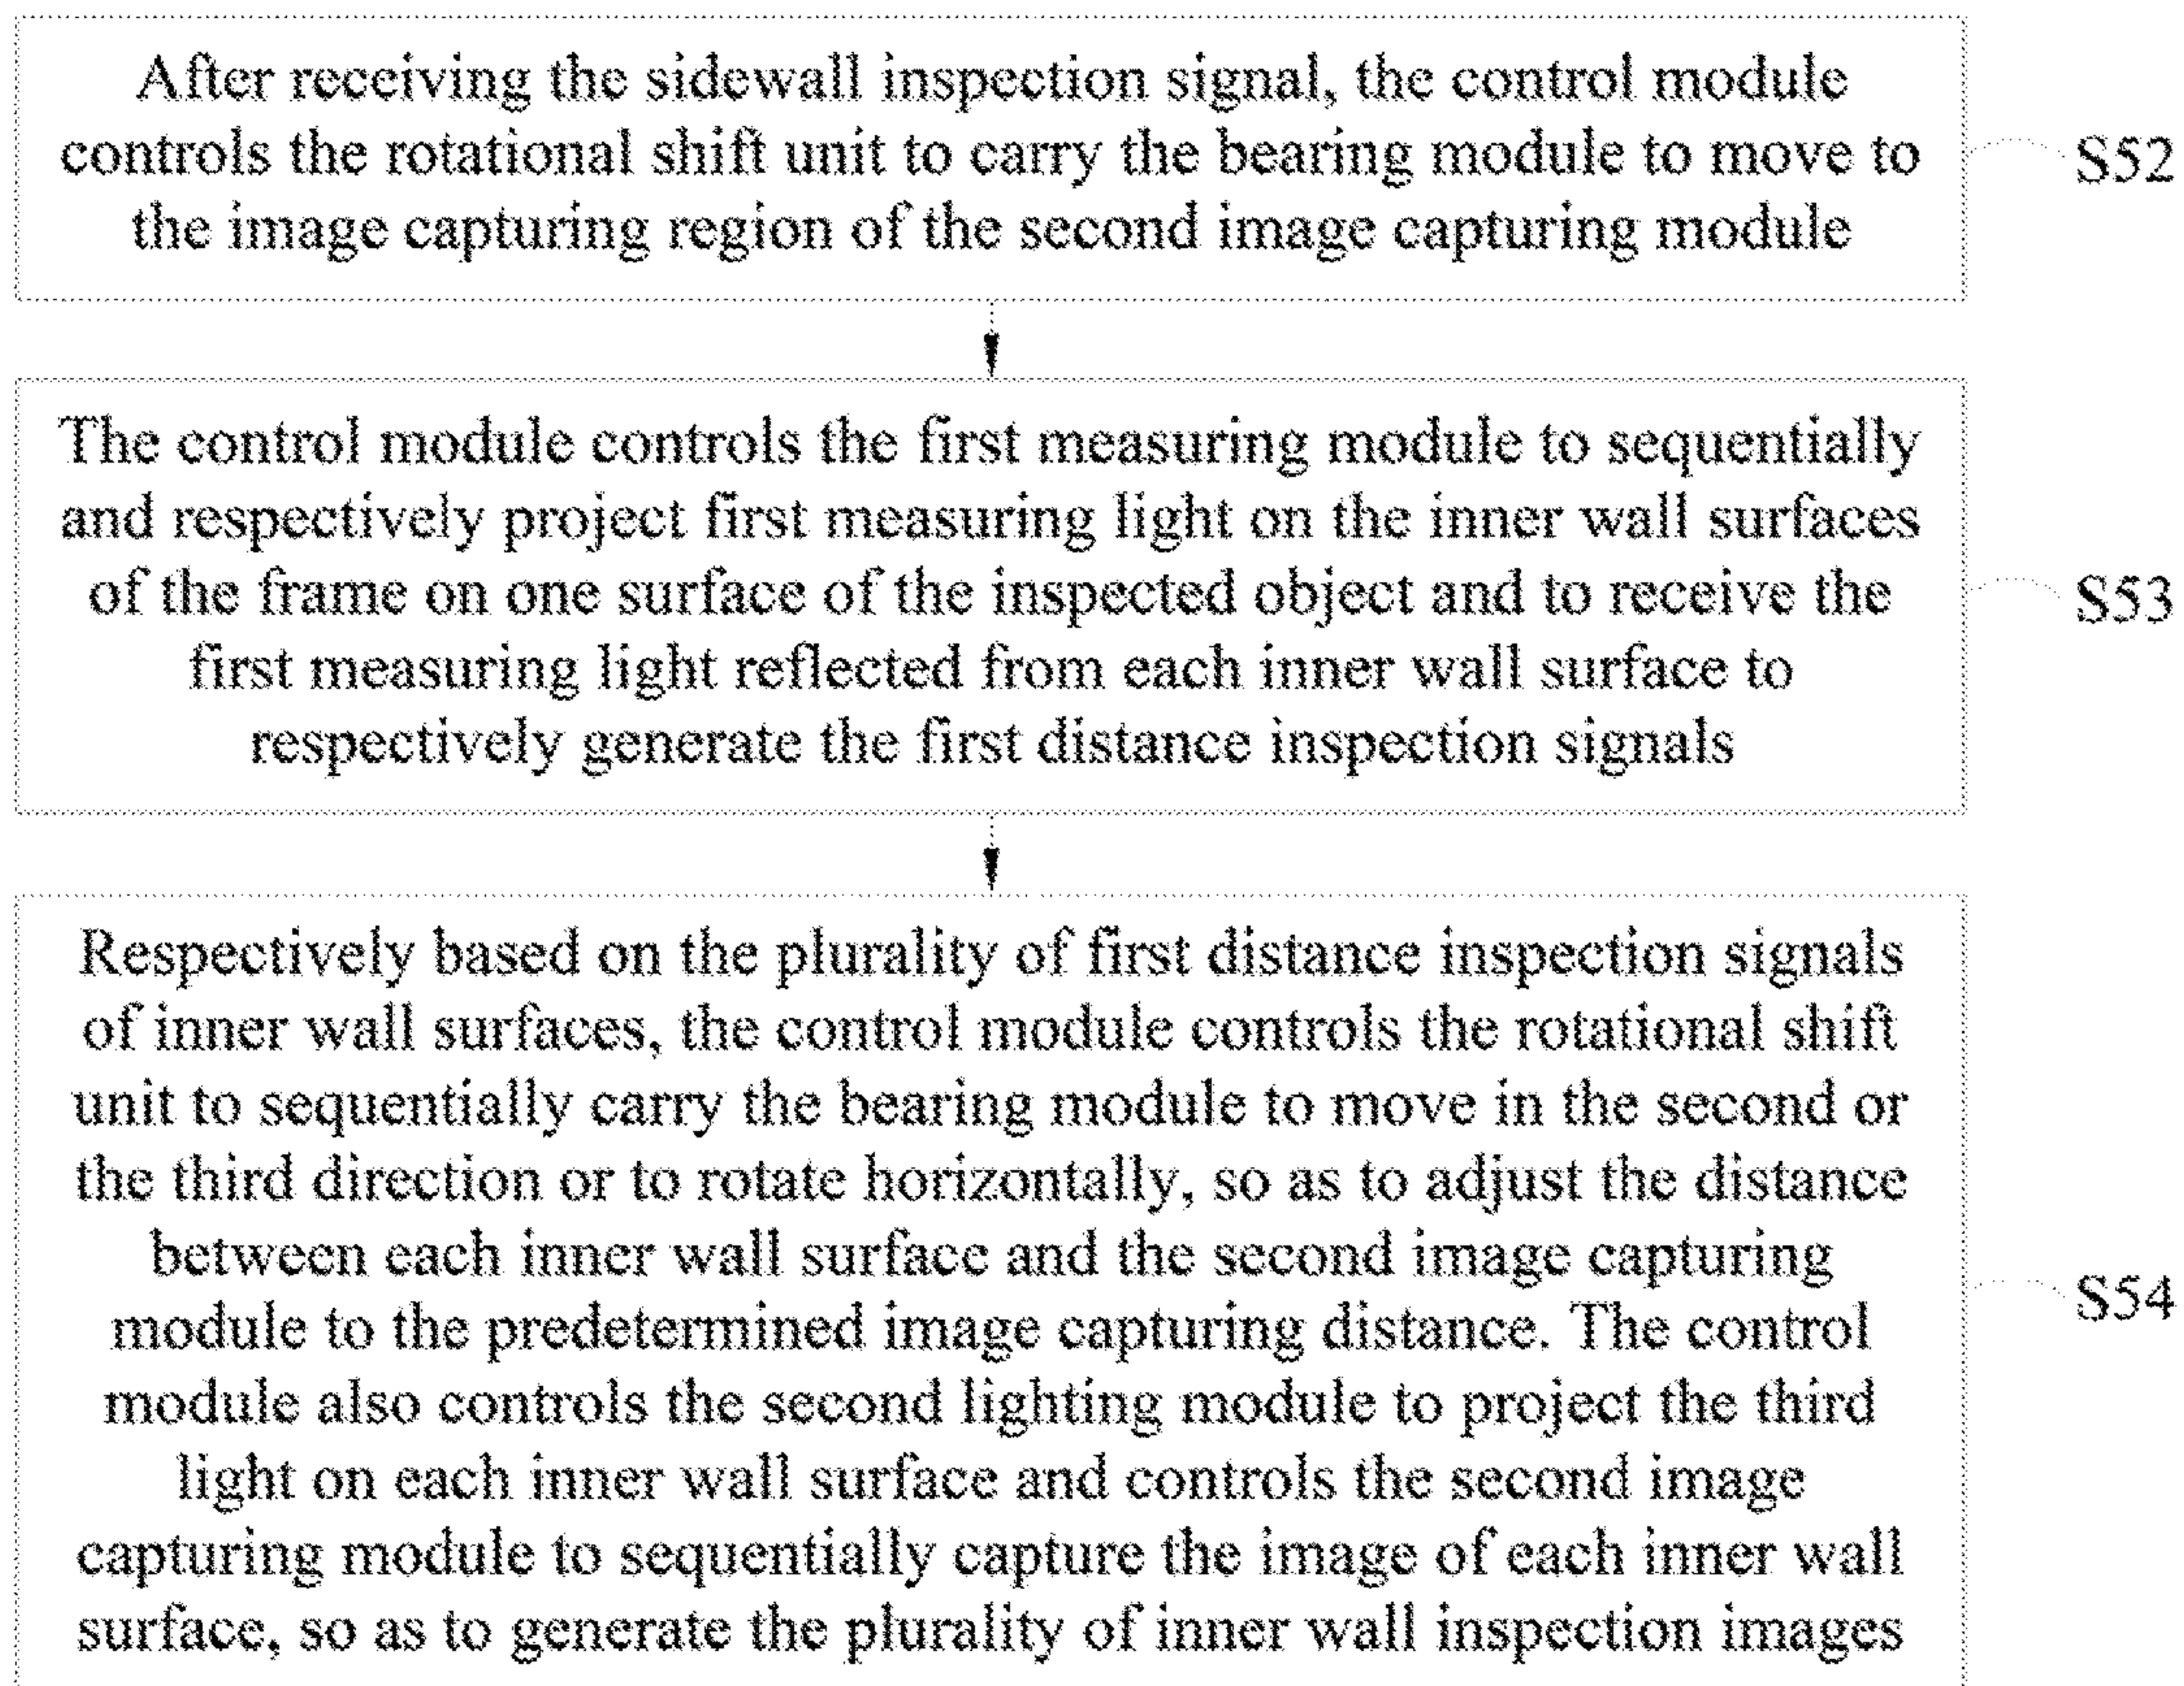 After receiving the sidewall inspection signal, the control module
controls the rotational shift unit to carry the bearing module to move to
the image capturing region of the second image capturing module
S52
The control module controls the first measuring module to sequentially
and respectively project first measuring light on the inner wall surfaces
of the frame on one surface of the inspected object and to receive the
first measuring light reflected from each inner wall surface to
respectively generate the first distance inspection signals
S53
Respectively based on the plurality of first distance inspection signals
of inner wall surfaces, the control module controls the rotational shift
unit to sequentially carry the bearing module to move in the second or
the third direction or to rotate horizontally, so as to adjust the distance
between each inner wall surface and the second image capturing
module to the predetermined image capturing distance. The control
module also controls the second lighting module to project the third
light on each inner wall surface and controls the second image
capturing module to sequentially capture the image of each inner wall
surface, so as to generate the plurality of inner wall inspection images
S54